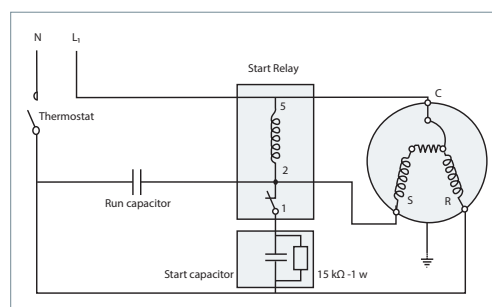 N L₁
Start Relay
C
5
Thermostat
2
S R
Run capacitor
1
Start capacitor
15 kΩ -1 w